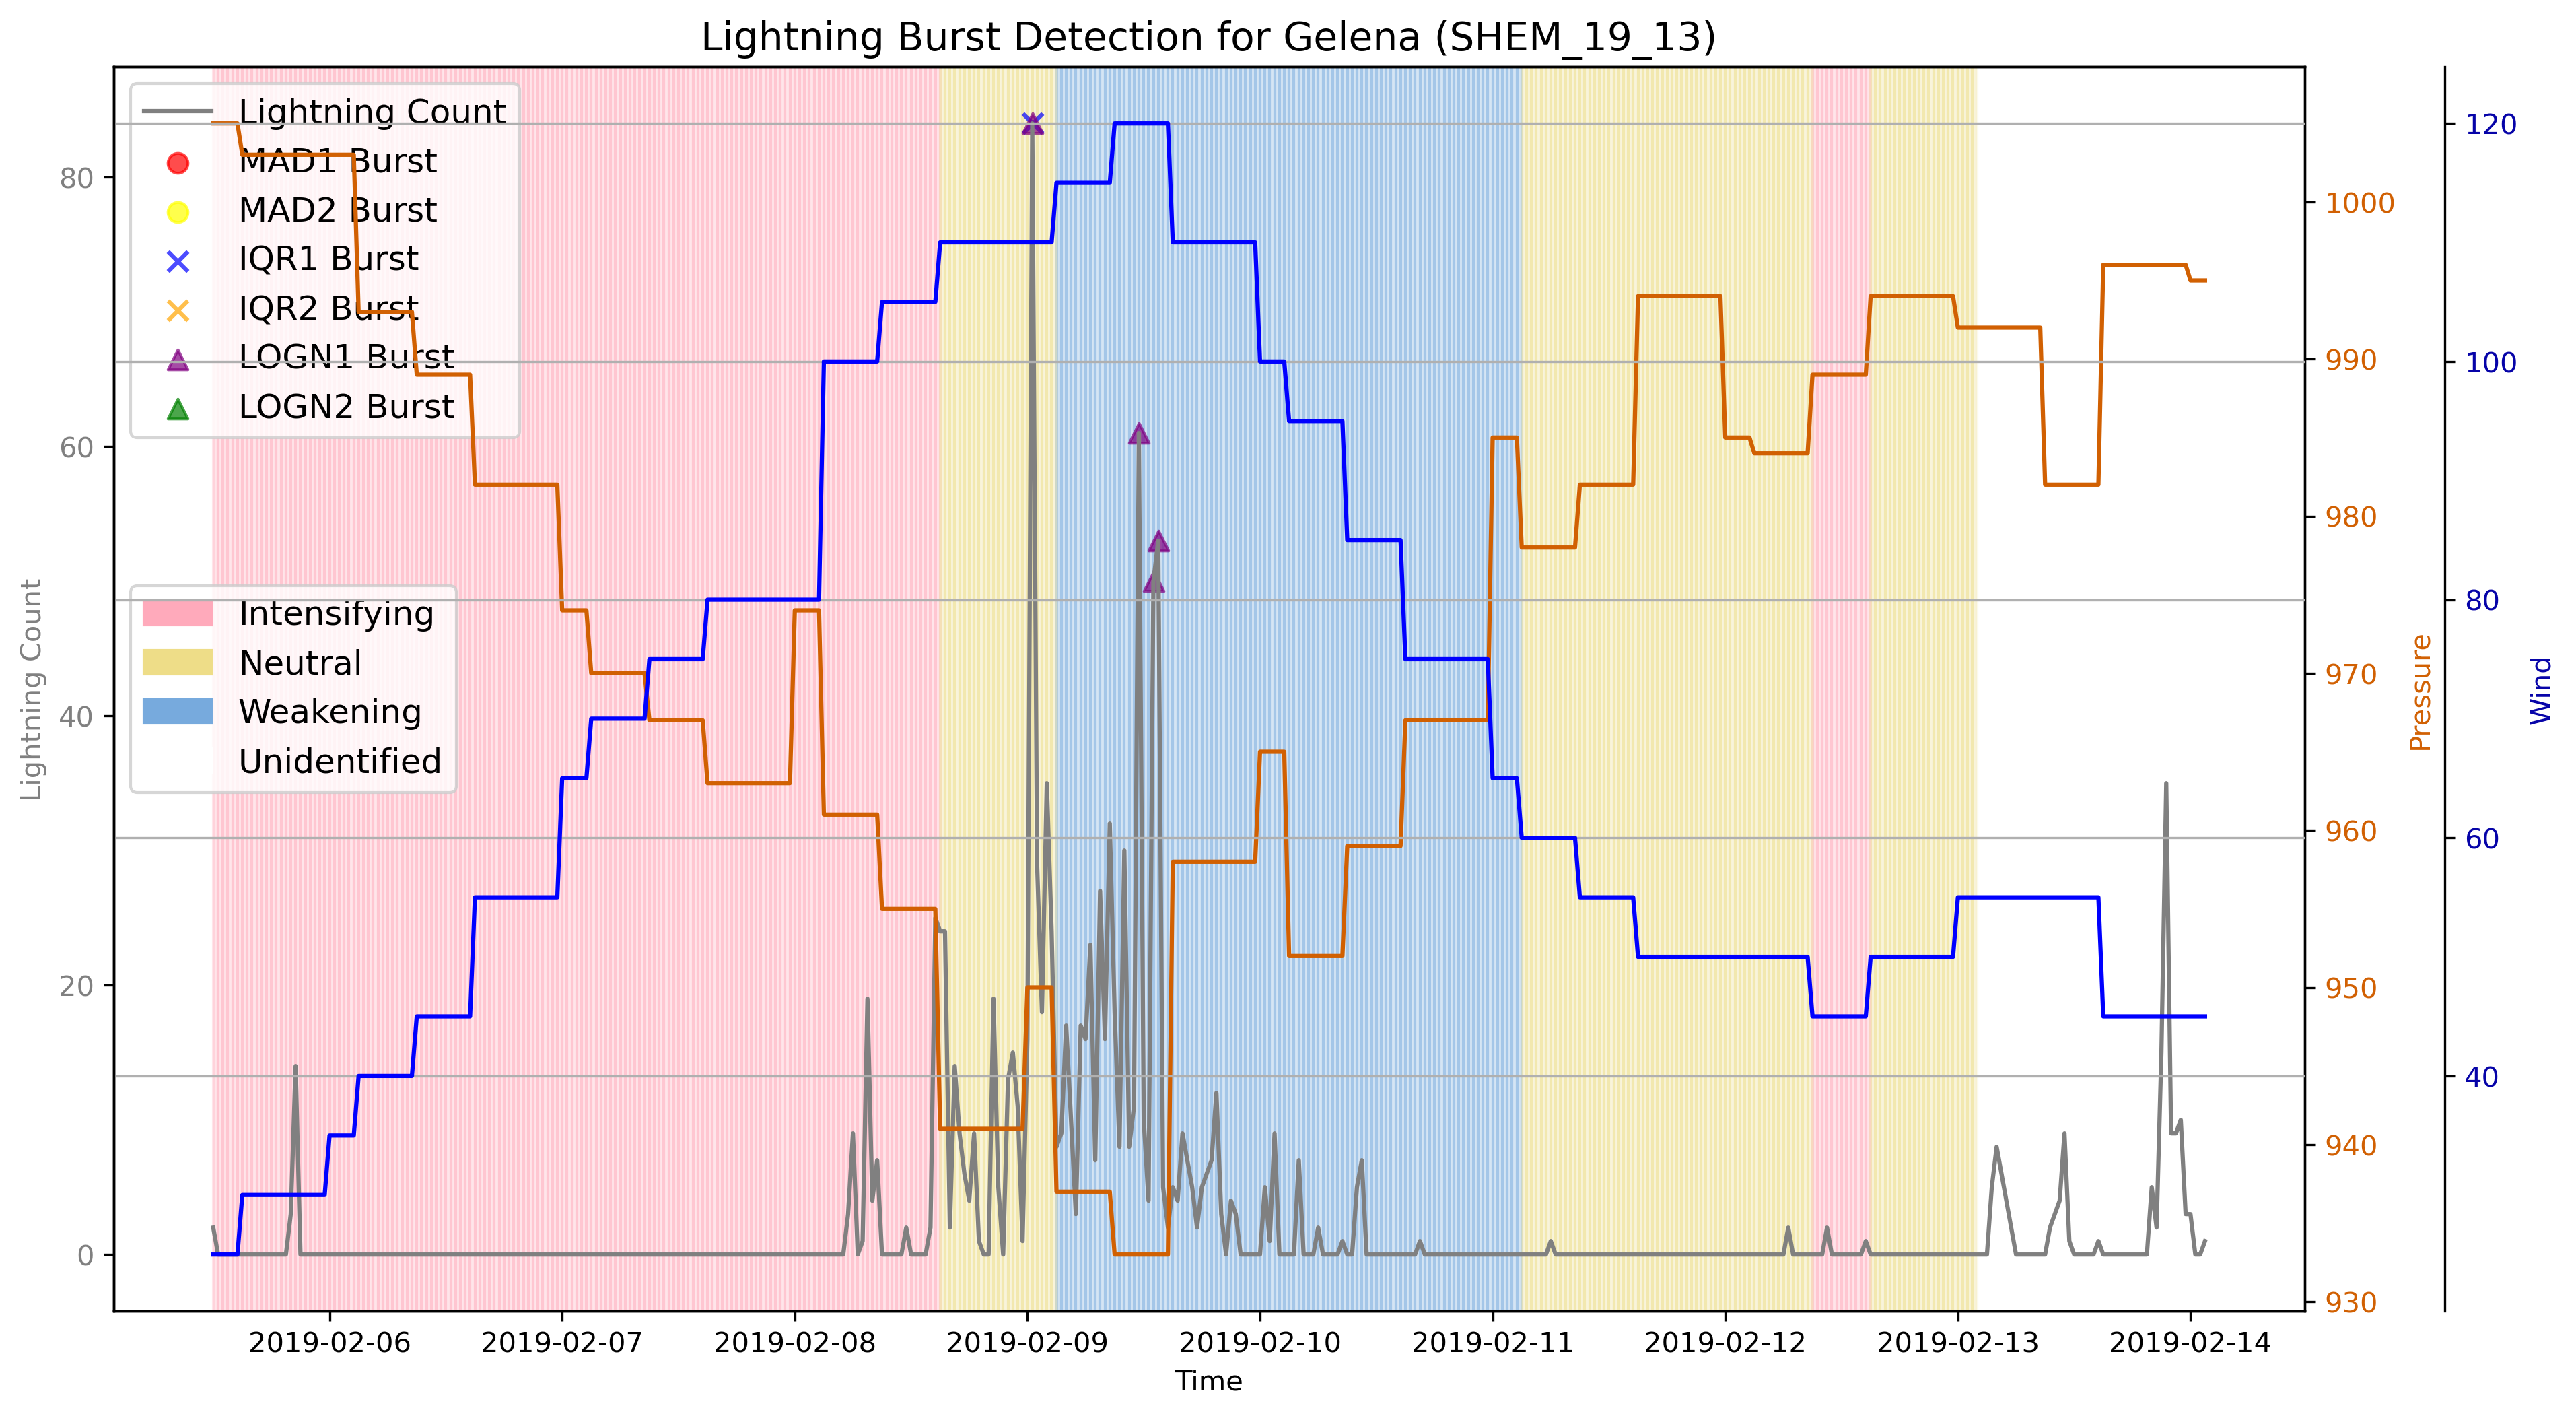 Lightning Burst Detection for Gelena (SHEM_19_13)
Lightning Count
MAD1 Burst
MAD2 Burst
IQR1 Burst
IQR2 Burst
LOGN1 Burst
LOGN2 Burst
Intensifying
Neutral
Weakening
Unidentified
Lightning Count
80
60
40
20
0
1000
990
980
970
960
950
940
930
Pressure
120
100
80
60
40
Wind
2019-02-06 2019-02-07 2019-02-08 2019-02-09 2019-02-10 2019-02-11 2019-02-12 2019-02-13 2019-02-14
Time